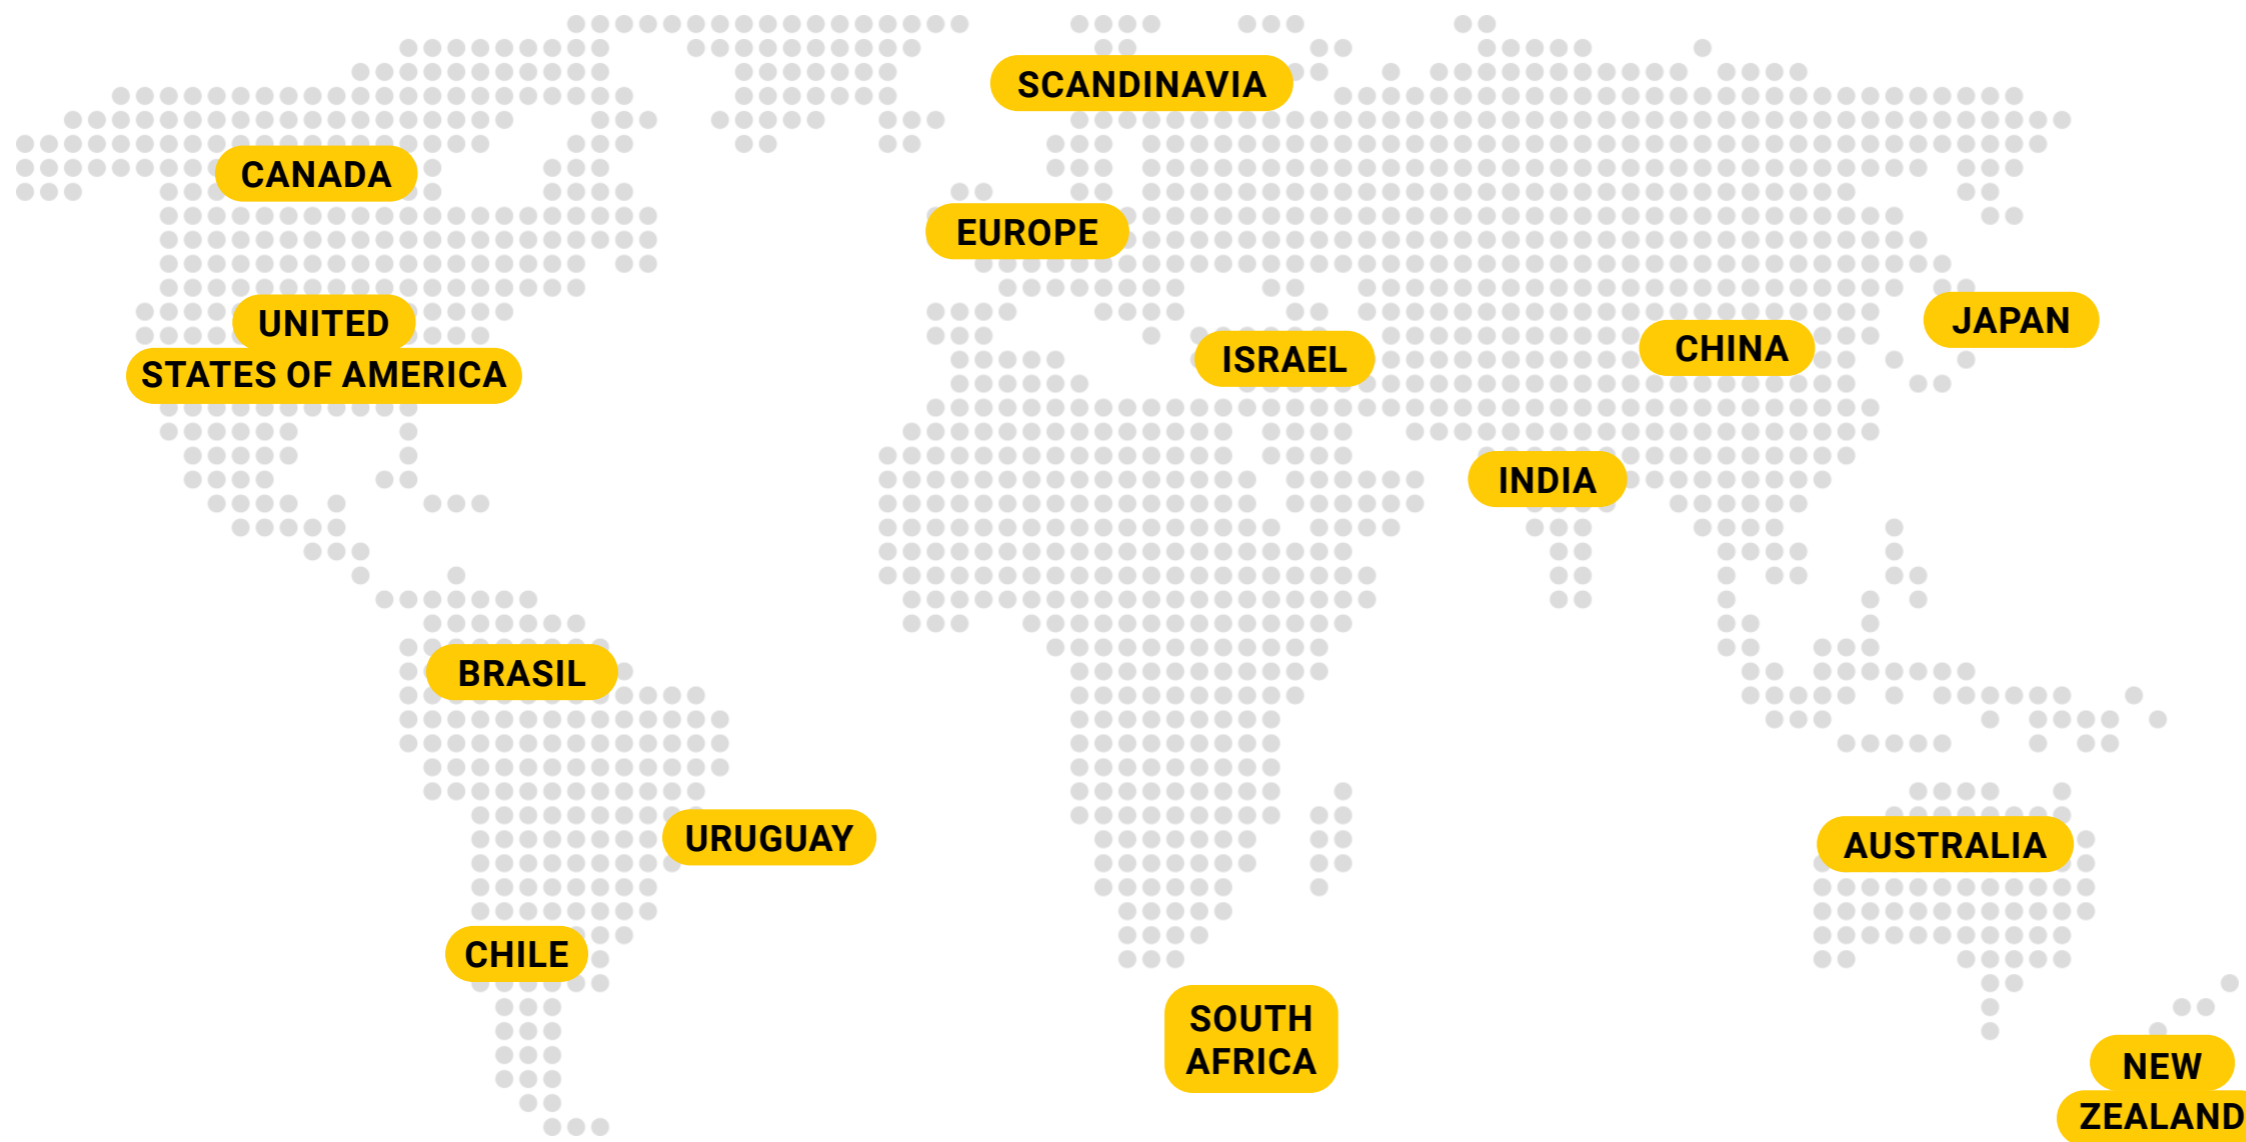 SCANDINAVIA
CANADA
EUROPE
UNITED
STATES OF AMERICA
ISRAEL
CHINA
JAPAN
INDIA
BRASIL
URUGUAY
AUSTRALIA
CHILE
SOUTH
AFRICA
NEW
ZEALAND